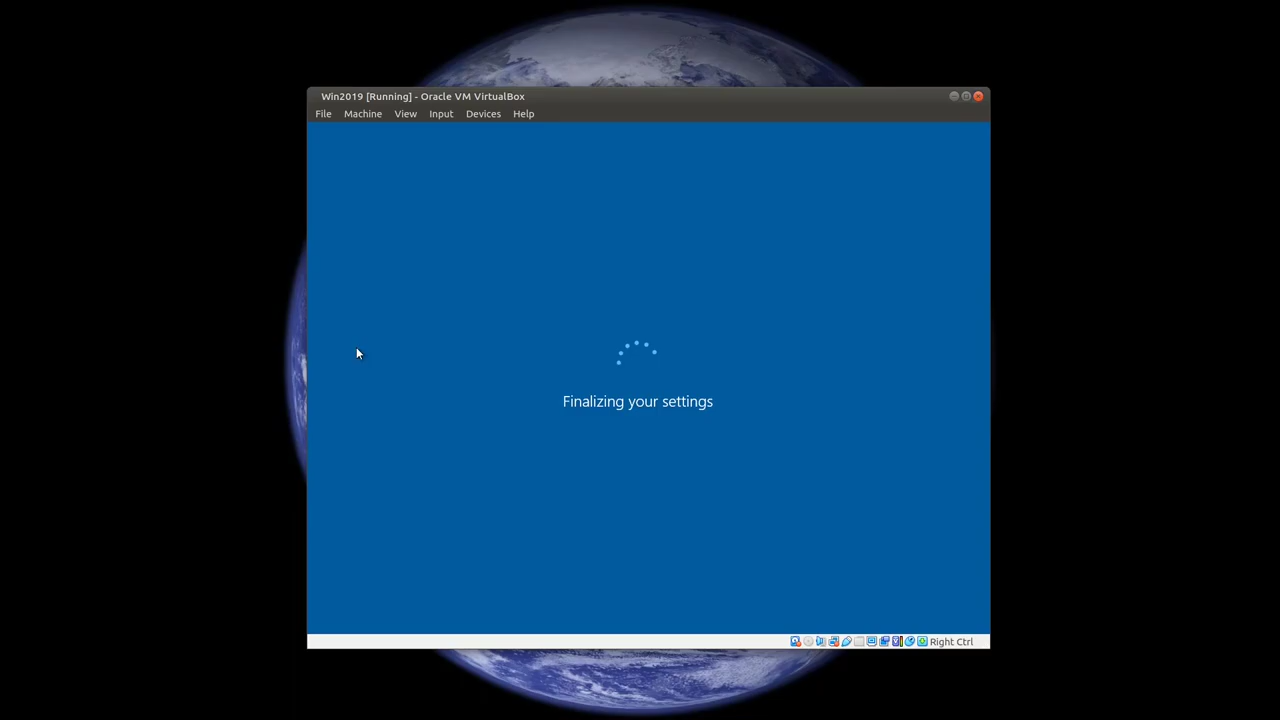 Win2019 [Running] - Oracle VM VirtualBox
File Machine View Input Devices Help
Finalizing your settings
Right Ctrl